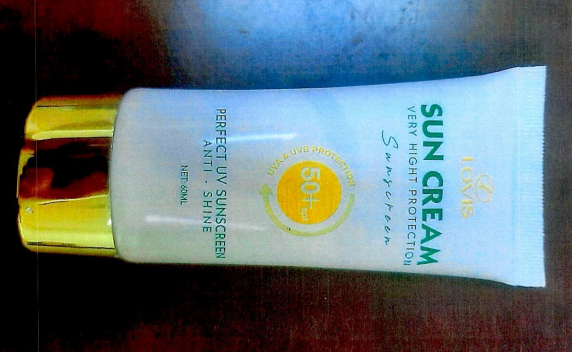 LOVIS
SUN CREAM
VERY HIGHT PROTECTION
Sunscreen
UVA & UVB PROTECTION
50+
SPF
PERFECT UV SUNSCREEN
ANTI - SHINE
NET: 60ML